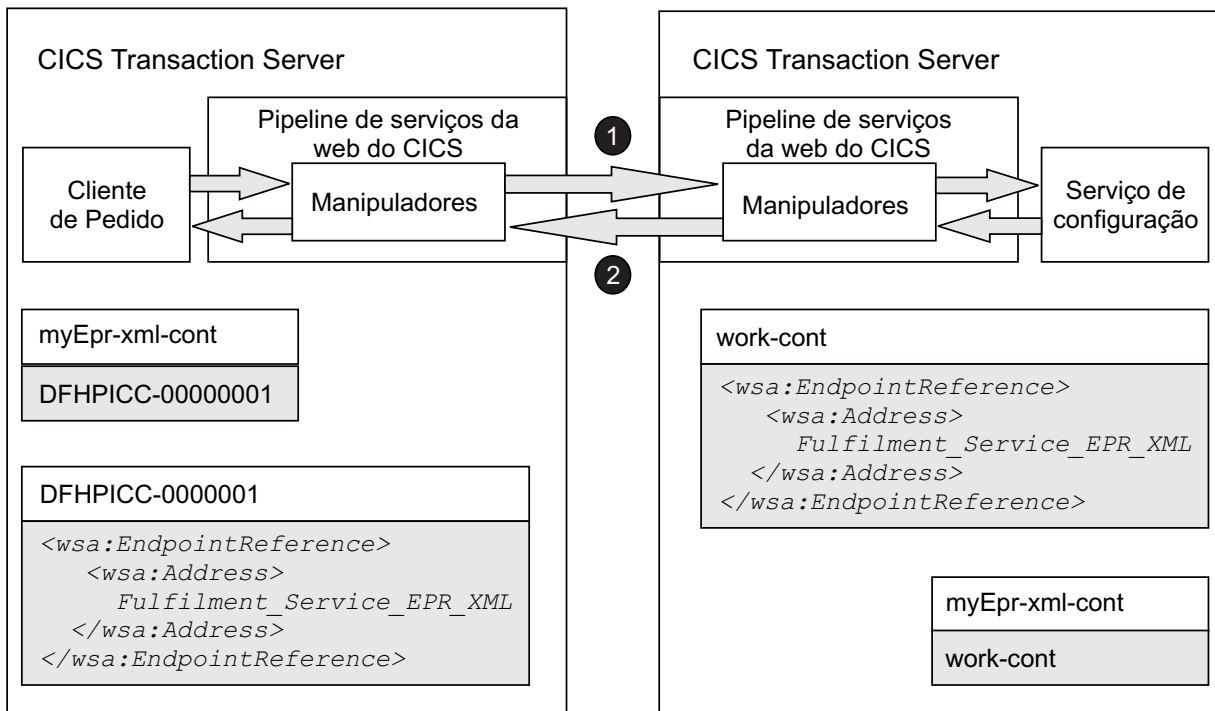 CICS Transaction Server
Pipeline de serviços da
web do CICS
Cliente
de Pedido
Manipuladores
1
2
CICS Transaction Server
Pipeline de serviços
da web do CICS
Manipuladores
Serviço de
configuração
myEpr-xml-cont
DFHPICC-00000001
DFHPICC-0000001
<wsa:EndpointReference>
<wsa:Address>
Fulfilment_Service_EPR_XML
</wsa:Address>
</wsa:EndpointReference>
work-cont
<wsa:EndpointReference>
<wsa:Address>
Fulfilment_Service_EPR_XML
</wsa:Address>
</wsa:EndpointReference>
myEpr-xml-cont
work-cont